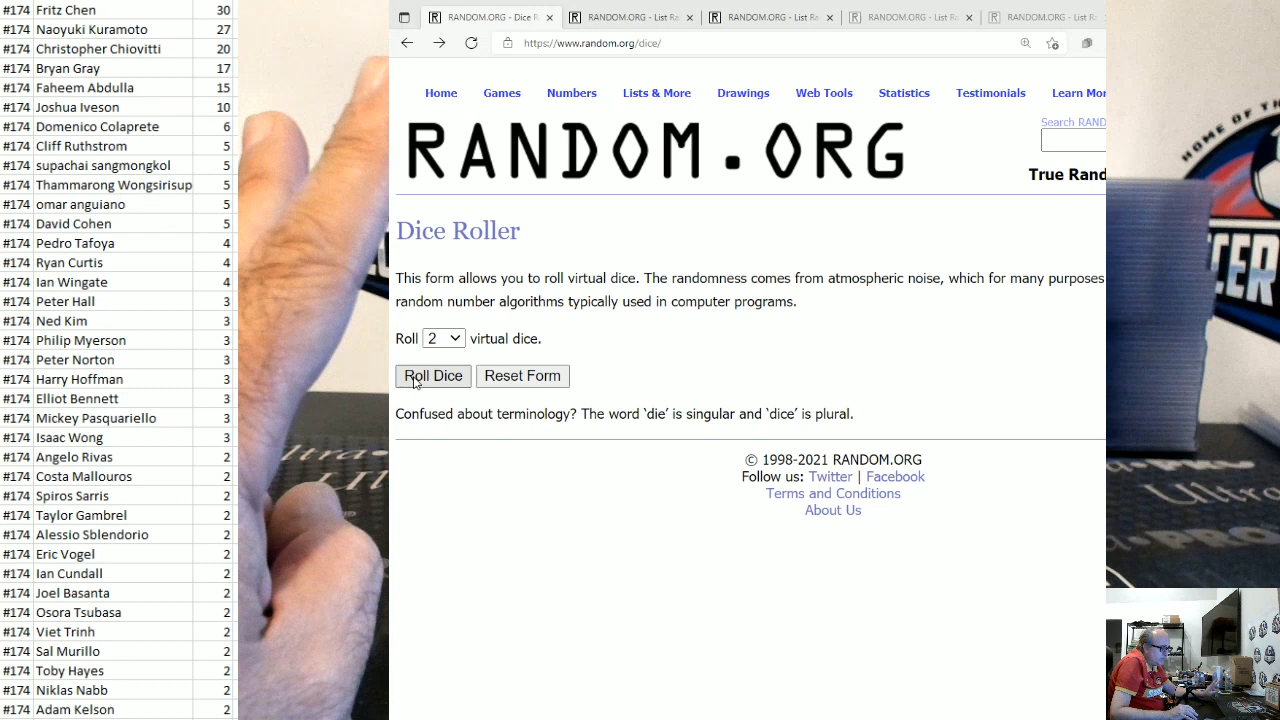 #174 Fritz Chen 30
#174 Naoyuki Kuramoto 27
#174 Christopher Chiovitti 20
#174 Bryan Gray 17
#174 Faheem Abdulla 15
#174 Joshua Iveson 10
#174 Domenico Colaprete 6
#174 Cliff Ruthstrom 5
#174 supachai sangmongkol 5
#174 Thammarong Wongsirisup 5
#174 omar anguiano 5
#174 David Cohen 5
#174 Pedro Tafoya 4
#174 Ryan Curtis 4
#174 Ian Wingate 4
#174 Peter Hall 3
#174 Ned Kim 3
#174 Philip Myerson 3
#174 Peter Norton 3
#174 Harry Hoffman 3
#174 Elliot Bennett 3
#174 Mickey Pasquariello 3
#174 Isaac Wong 3
#174 Angelo Rivas 2
#174 Costa Mallouros 2
#174 Spiros Sarris 2
#174 Taylor Gambrel 2
#174 Alessio Sblendorio 2
#174 Eric Vogel 2
#174 Ian Cundall 2
#174 Joel Basanta 2
#174 Osora Tsubasa 2
#174 Viet Trinh 2
#174 Sal Murillo 2
#174 Toby Hayes 2
#174 Niklas Nabb 2
#174 Adam Kelson 2
RANDOM.ORG - Dice R RANDOM.ORG - List Ra RANDOM.ORG - List Ra RANDOM.ORG - List Ra RANDOM.ORG - List R
https://www.random.org/dice/
Home Games Numbers Lists & More Drawings Web Tools Statistics Testimonials Learn Mor
Search RAND
RANDOM.ORG
True Rand
Dice Roller
This form allows you to roll virtual dice. The randomness comes from atmospheric noise, which for many purposes
random number algorithms typically used in computer programs.
Roll 2 virtual dice.
Roll Dice Reset Form
Confused about terminology? The word ‘die’ is singular and ‘dice’ is plural.
© 1998-2021 RANDOM.ORG
Follow us: Twitter | Facebook
Terms and Conditions
About Us
HOME OF TH
CCER
Ultra
PRO